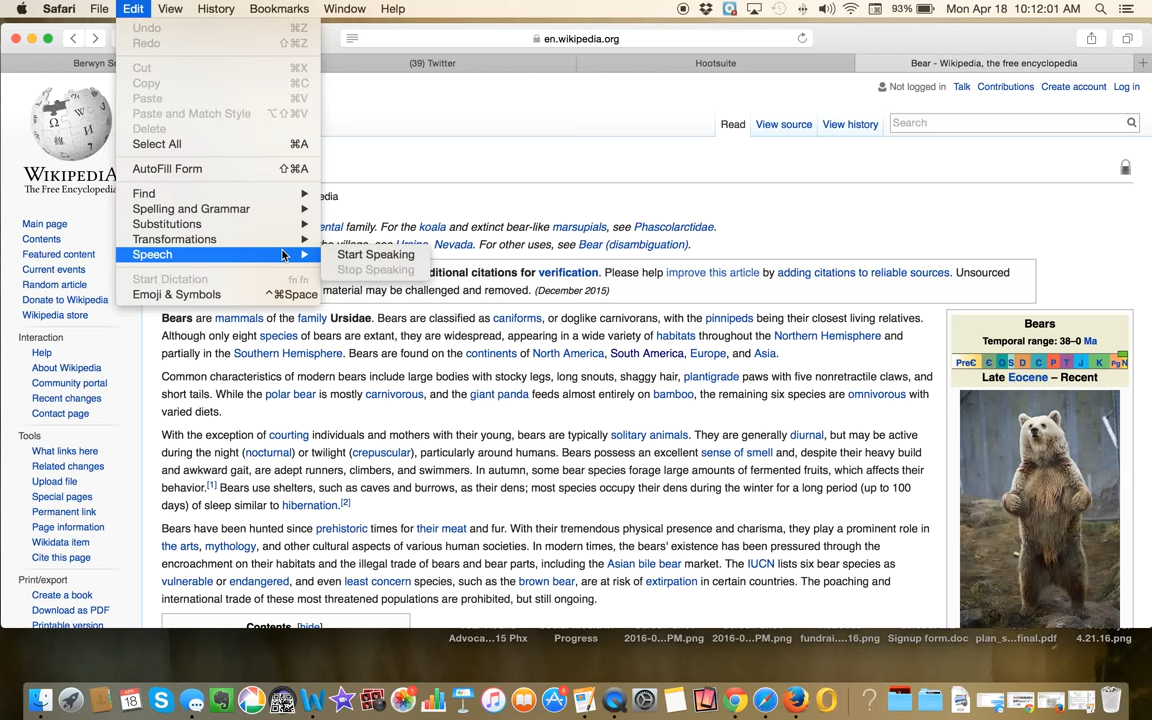 Safari File Edit View History Bookmarks Window Help 93% Mon Apr 18 10:12:01 AM
en.wikipedia.org
Berwyn Sc (39) Twitter Hootsuite Bear - Wikipedia, the free encyclopedia
Undo ⌘Z
Redo ⇧⌘Z
Cut ⌘X
Copy ⌘C
Paste ⌘V
Paste and Match Style ⌥⇧⌘V
Delete
Select All ⌘A
AutoFill Form ⇧⌘A
Find
Spelling and Grammar
Substitutions
Transformations
Speech
Start Speaking
Stop Speaking
Start Dictation fn fn
Emoji & Symbols ^⌘Space
Not logged in Talk Contributions Create account Log in
Read View source View history Search
WIKIPEDIA
The Free Encyclopedia
Main page
Contents
Featured content
Current events
Random article
Donate to Wikipedia
Wikipedia store
Interaction
Help
About Wikipedia
Community portal
Recent changes
Contact page
Tools
What links here
Related changes
Upload file
Special pages
Permanent link
Page information
Wikidata item
Cite this page
Print/export
Create a book
Download as PDF
Printable version
edia
ental family. For the koala and extinct bear-like marsupials, see Phascolarctidae.
Nevada. For other uses, see Bear (disambiguation).
ditional citations for verification. Please help improve this article by adding citations to reliable sources. Unsourced
material may be challenged and removed. (December 2015)
Bears are mammals of the family Ursidae. Bears are classified as caniforms, or doglike carnivorans, with the pinnipeds being their closest living relatives.
Although only eight species of bears are extant, they are widespread, appearing in a wide variety of habitats throughout the Northern Hemisphere and
partially in the Southern Hemisphere. Bears are found on the continents of North America, South America, Europe, and Asia.
Common characteristics of modern bears include large bodies with stocky legs, long snouts, shaggy hair, plantigrade paws with five nonretractile claws, and
short tails. While the polar bear is mostly carnivorous, and the giant panda feeds almost entirely on bamboo, the remaining six species are omnivorous with
varied diets.
With the exception of courting individuals and mothers with their young, bears are typically solitary animals. They are generally diurnal, but may be active
during the night (nocturnal) or twilight (crepuscular), particularly around humans. Bears possess an excellent sense of smell and, despite their heavy build
and awkward gait, are adept runners, climbers, and swimmers. In autumn, some bear species forage large amounts of fermented fruits, which affects their
behavior.[1] Bears use shelters, such as caves and burrows, as their dens; most species occupy their dens during the winter for a long period (up to 100
days) of sleep similar to hibernation.[2]
Bears have been hunted since prehistoric times for their meat and fur. With their tremendous physical presence and charisma, they play a prominent role in
the arts, mythology, and other cultural aspects of various human societies. In modern times, the bears' existence has been pressured through the
encroachment on their habitats and the illegal trade of bears and bear parts, including the Asian bile bear market. The IUCN lists six bear species as
vulnerable or endangered, and even least concern species, such as the brown bear, are at risk of extirpation in certain countries. The poaching and
international trade of these most threatened populations are prohibited, but still ongoing.
Contents [hide]
Bears
Temporal range: 38–0 Ma
PreЄ Є O S D C P T J K Pg N
Late Eocene – Recent
Advoca...15 Phx Progress 2016-0...PM.png 2016-0...PM.png fundrai....16.png Signup form.doc plan_s...final.pdf 4.21.16.png